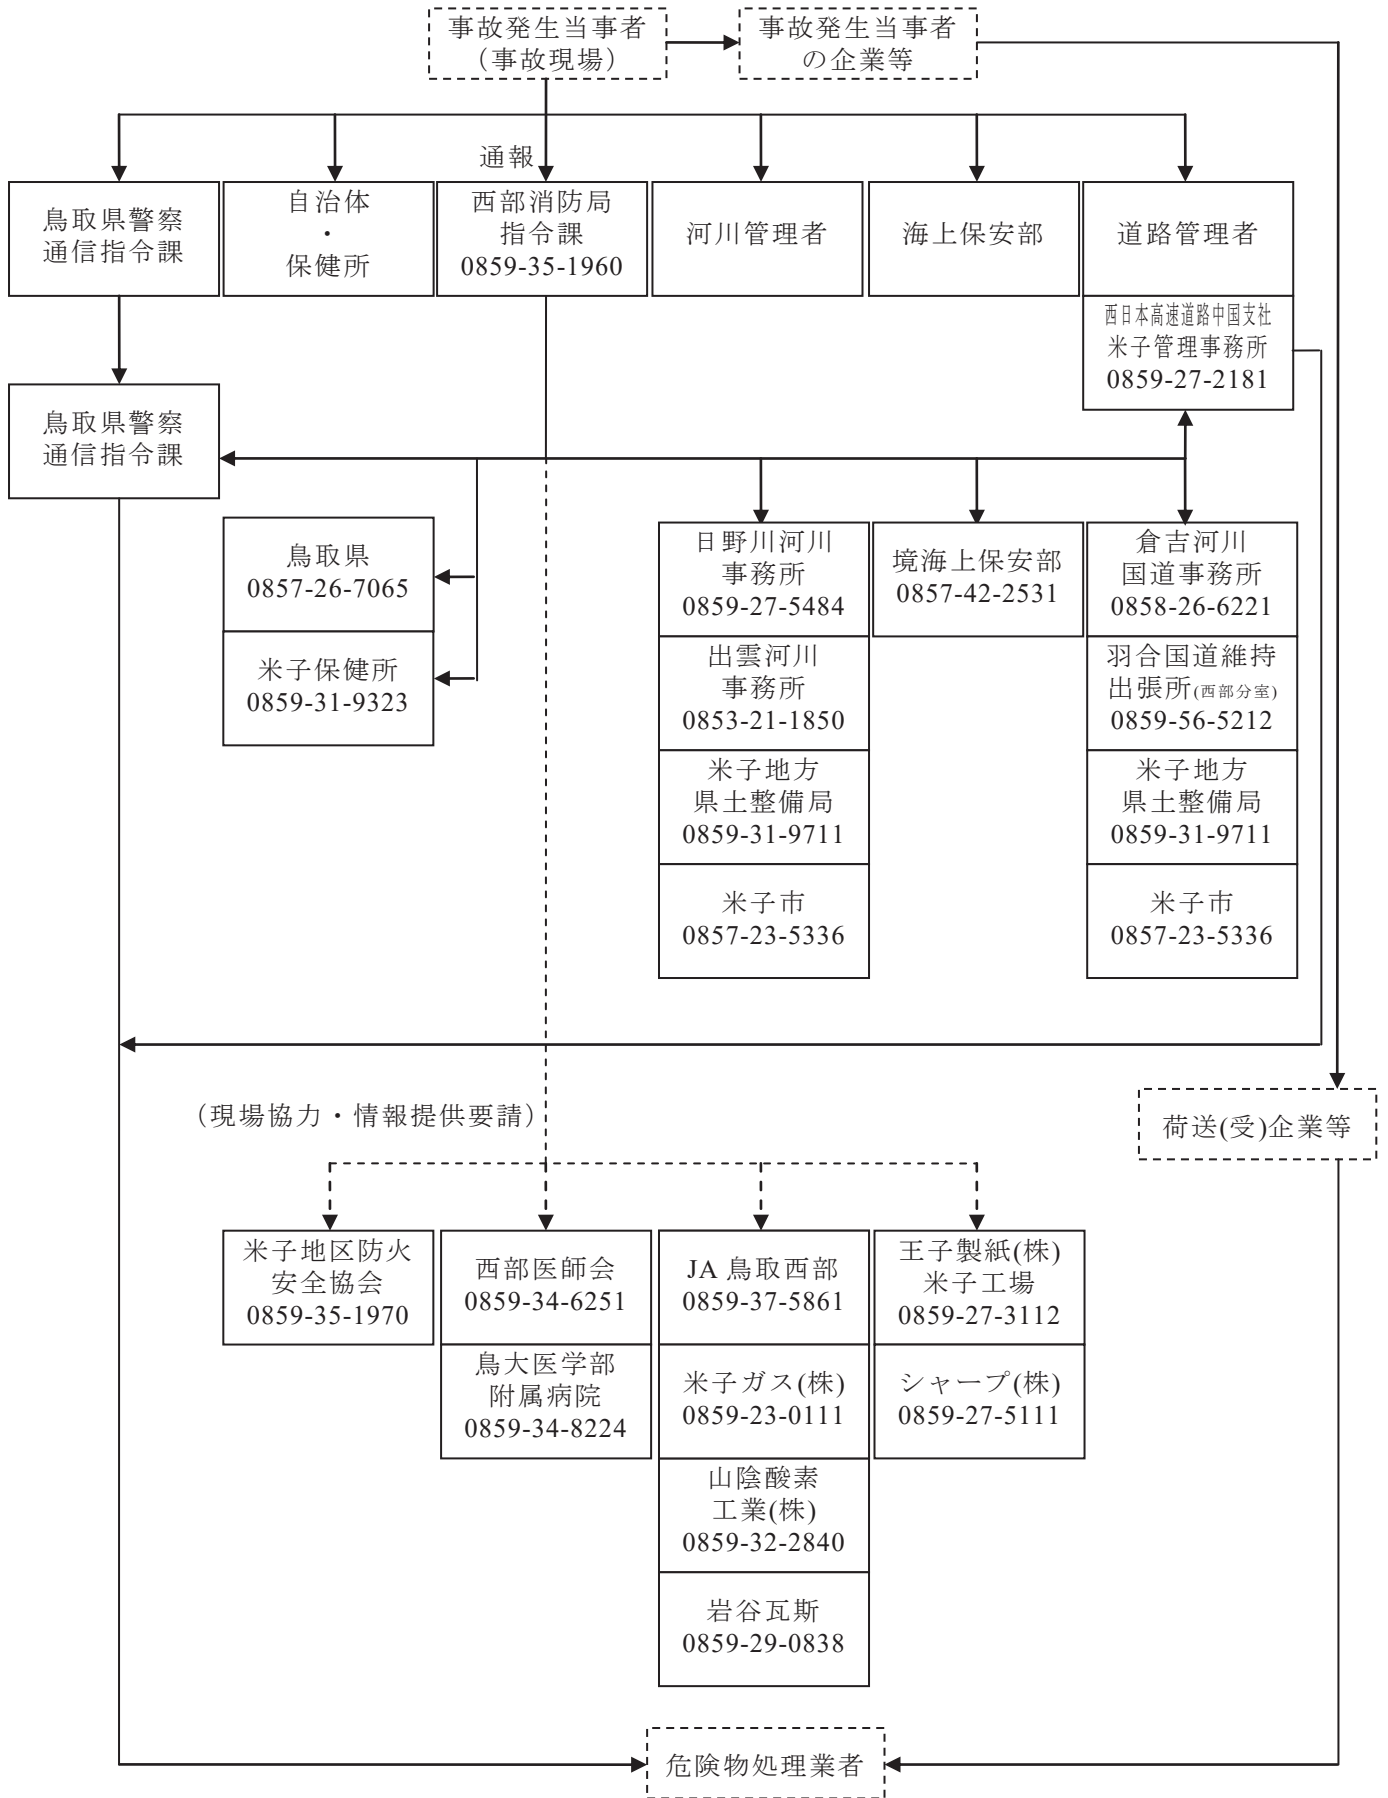 事故発生当事者
（事故現場）
事故発生当事者
の企業等
通報
鳥取県警察
通信指令課
自治体
・
保健所
西部消防局
指令課
0859-35-1960
河川管理者
海上保安部
道路管理者
西日本高速道路中国支社
米子管理事務所
0859-27-2181
鳥取県警察
通信指令課
鳥取県
0857-26-7065
米子保健所
0859-31-9323
日野川河川
事務所
0859-27-5484
出雲河川
事務所
0853-21-1850
米子地方
県土整備局
0859-31-9711
米子市
0857-23-5336
境海上保安部
0857-42-2531
倉吉河川
国道事務所
0858-26-6221
羽合国道維持
出張所(西部分室)
0859-56-5212
米子地方
県土整備局
0859-31-9711
米子市
0857-23-5336
（現場協力・情報提供要請）
荷送(受)企業等
米子地区防火
安全協会
0859-35-1970
西部医師会
0859-34-6251
鳥大医学部
附属病院
0859-34-8224
JA 鳥取西部
0859-37-5861
米子ガス(株)
0859-23-0111
山陰酸素
工業(株)
0859-32-2840
岩谷瓦斯
0859-29-0838
王子製紙(株)
米子工場
0859-27-3112
シャープ(株)
0859-27-5111
危険物処理業者